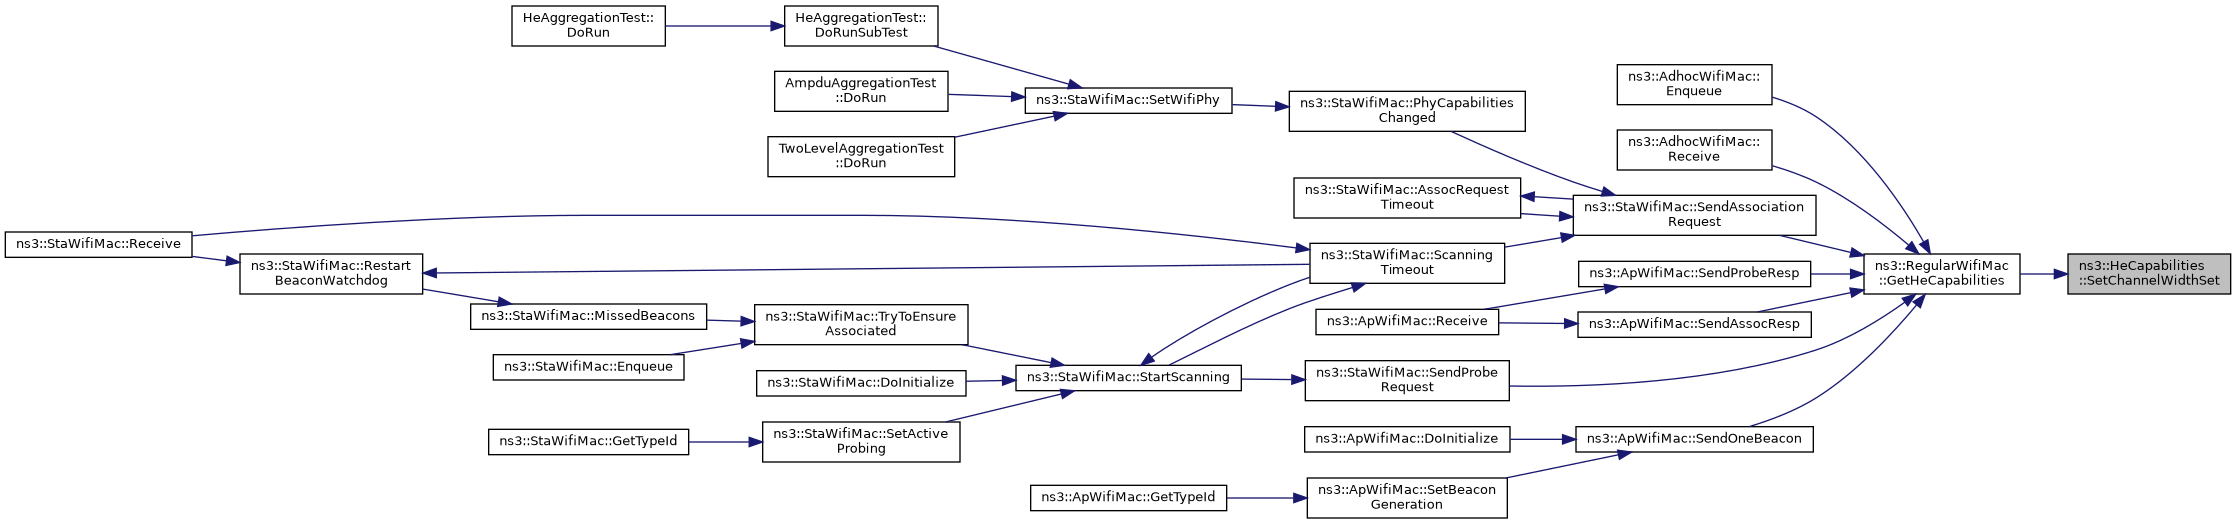 HeAggregationTest::
DoRun
HeAggregationTest::
DoRunSubTest
AmpduAggregationTest
::DoRun
TwoLevelAggregationTest
::DoRun
ns3::StaWifiMac::SetWifiPhy
ns3::StaWifiMac::PhyCapabilities
Changed
ns3::AdhocWifiMac::
Enqueue
ns3::AdhocWifiMac::
Receive
ns3::StaWifiMac::AssocRequest
Timeout
ns3::StaWifiMac::SendAssociation
Request
ns3::StaWifiMac::Receive
ns3::StaWifiMac::Restart
BeaconWatchdog
ns3::StaWifiMac::Scanning
Timeout
ns3::ApWifiMac::SendProbeResp
ns3::RegularWifiMac
::GetHeCapabilities
ns3::HeCapabilities
::SetChannelWidthSet
ns3::StaWifiMac::MissedBeacons
ns3::StaWifiMac::TryToEnsure
Associated
ns3::ApWifiMac::Receive
ns3::ApWifiMac::SendAssocResp
ns3::StaWifiMac::Enqueue
ns3::StaWifiMac::DoInitialize
ns3::StaWifiMac::StartScanning
ns3::StaWifiMac::SendProbe
Request
ns3::StaWifiMac::GetTypeId
ns3::StaWifiMac::SetActive
Probing
ns3::ApWifiMac::DoInitialize
ns3::ApWifiMac::SendOneBeacon
ns3::ApWifiMac::GetTypeId
ns3::ApWifiMac::SetBeacon
Generation